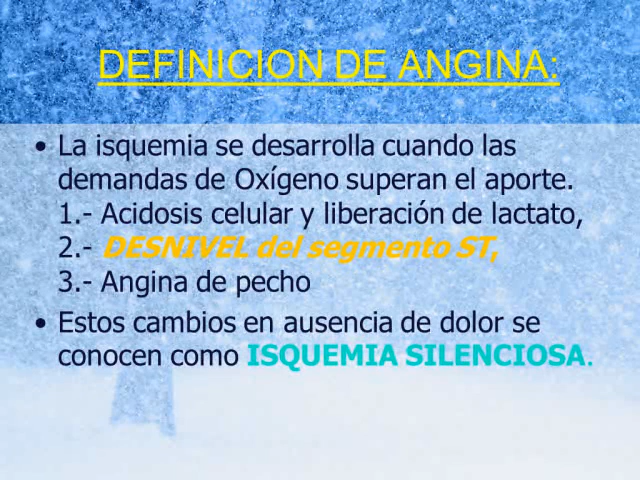 DEFINICION DE ANGINA:
• La isquemia se desarrolla cuando las
demandas de Oxígeno superan el aporte.
1.- Acidosis celular y liberación de lactato,
2.- DESNIVEL del segmento ST,
3.- Angina de pecho
• Estos cambios en ausencia de dolor se
conocen como ISQUEMIA SILENCIOSA.